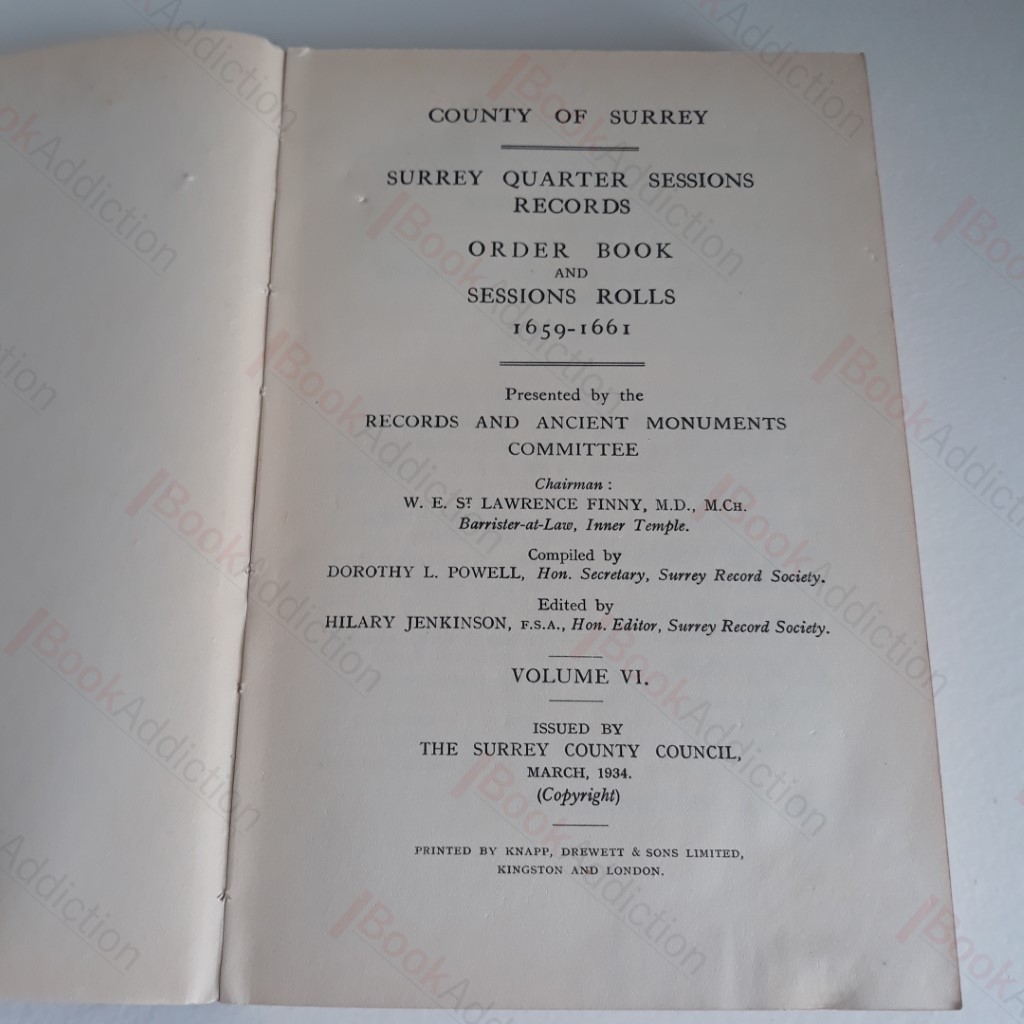 COUNTY OF SURREY
SURREY QUARTER SESSIONS
RECORDS
ORDER BOOK
AND
SESSIONS ROLLS
1659-1661
Presented by the
RECORDS AND ANCIENT MONUMENTS
COMMITTEE
Chairman :
W. E. ST LAWRENCE FINNY, M.D., M.CH.
Barrister-at-Law, Inner Temple.
Compiled by
DOROTHY L. POWELL, Hon. Secretary, Surrey Record Society.
Edited by
HILARY JENKINSON, F.S.A., Hon. Editor, Surrey Record Society.
VOLUME VI.
ISSUED BY
THE SURREY COUNTY COUNCIL,
MARCH, 1934.
(Copyright)
PRINTED BY KNAPP, DREWETT & SONS LIMITED,
KINGSTON AND LONDON.
BookAddiction